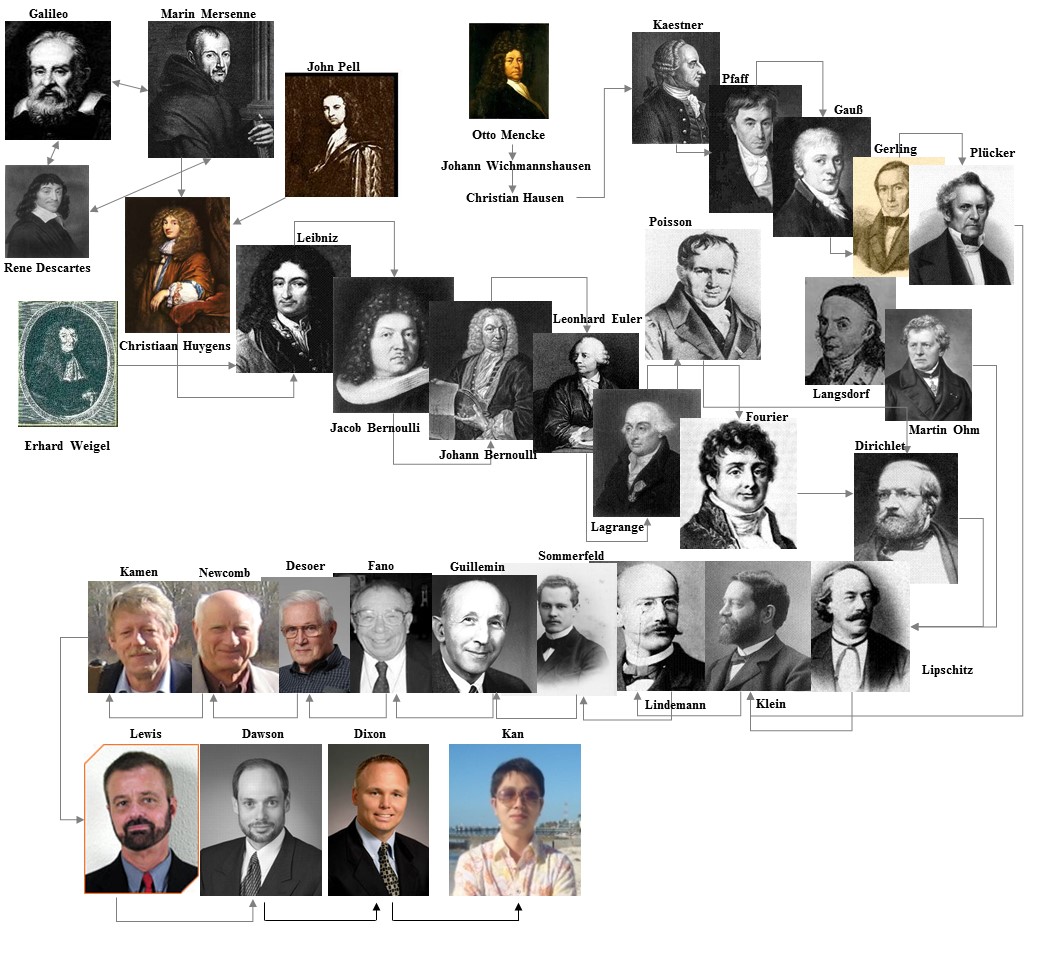 Galileo
Marin Mersenne
John Pell
Kaestner
Pfaff
Otto Mencke
Johann Wichmannshausen
Christian Hausen
Gauß
Gerling
Plücker
Rene Descartes
Leibniz
Poisson
Christiaan Huygens
Leonhard Euler
Erhard Weigel
Jacob Bernoulli
Johann Bernoulli
Langsdorf
Martin Ohm
Fourier
Dirichlet
Lagrange
Kamen
Newcomb
Desoer
Fano
Guillemin
Sommerfeld
Lipschitz
Lindemann
Klein
Lewis
Dawson
Dixon
Kan